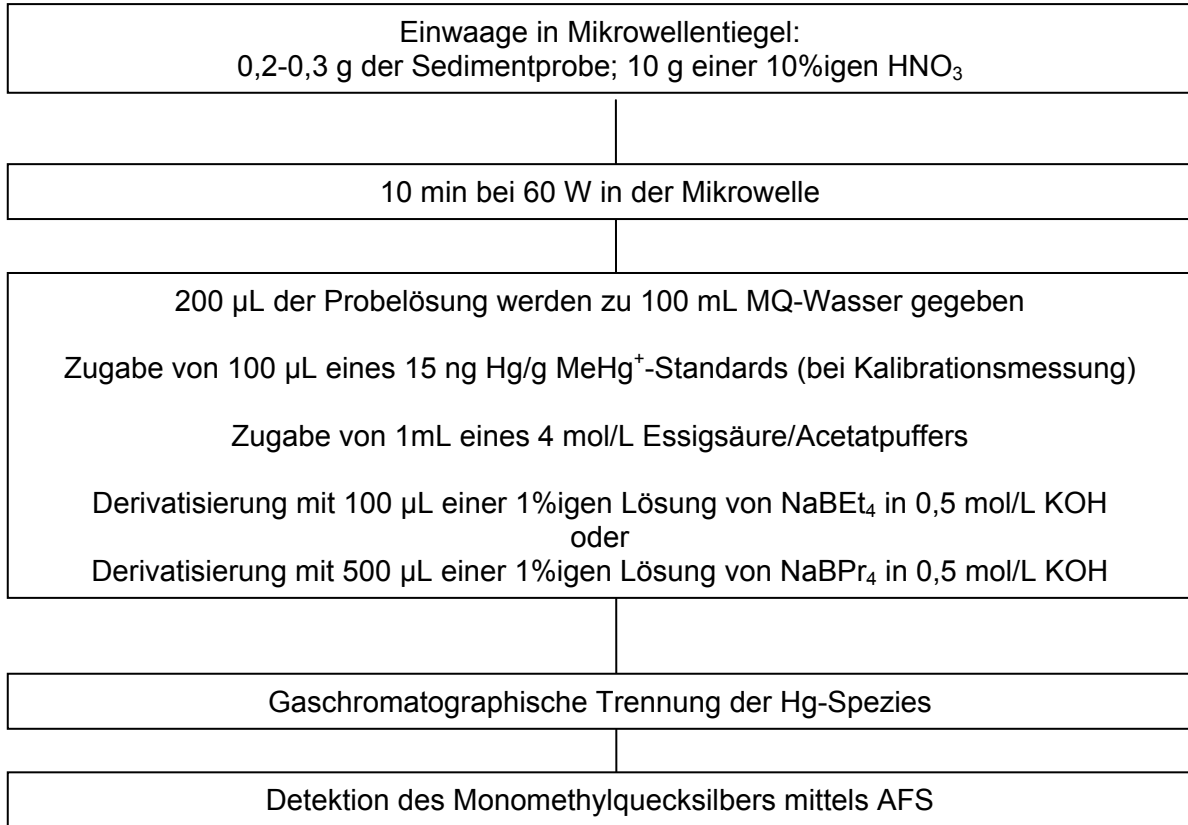 Einwaage in Mikrowellentiegel:
0,2-0,3 g der Sedimentprobe; 10 g einer 10%igen HNO₃
10 min bei 60 W in der Mikrowelle
200 µL der Probelösung werden zu 100 mL MQ-Wasser gegeben
Zugabe von 100 µL eines 15 ng Hg/g MeHg⁺-Standards (bei Kalibrationsmessung)
Zugabe von 1mL eines 4 mol/L Essigsäure/Acetatpuffers
Derivatisierung mit 100 µL einer 1%igen Lösung von NaBEt₄ in 0,5 mol/L KOH
oder
Derivatisierung mit 500 µL einer 1%igen Lösung von NaBPr₄ in 0,5 mol/L KOH
Gaschromatographische Trennung der Hg-Spezies
Detektion des Monomethylquecksilbers mittels AFS